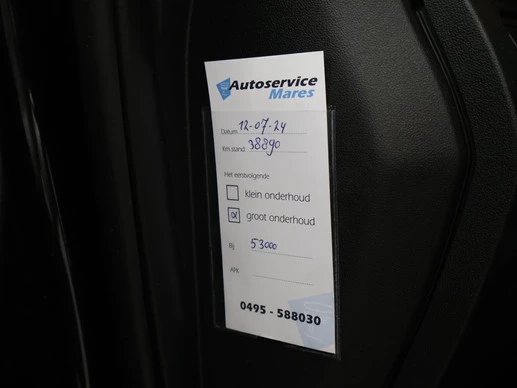 Autoservice
Mares
Datum 12-07-24
Km stand: 38890
Het eerstvolgende
klein onderhoud
groot onderhoud
Bij 53000
APK
0495 - 588030